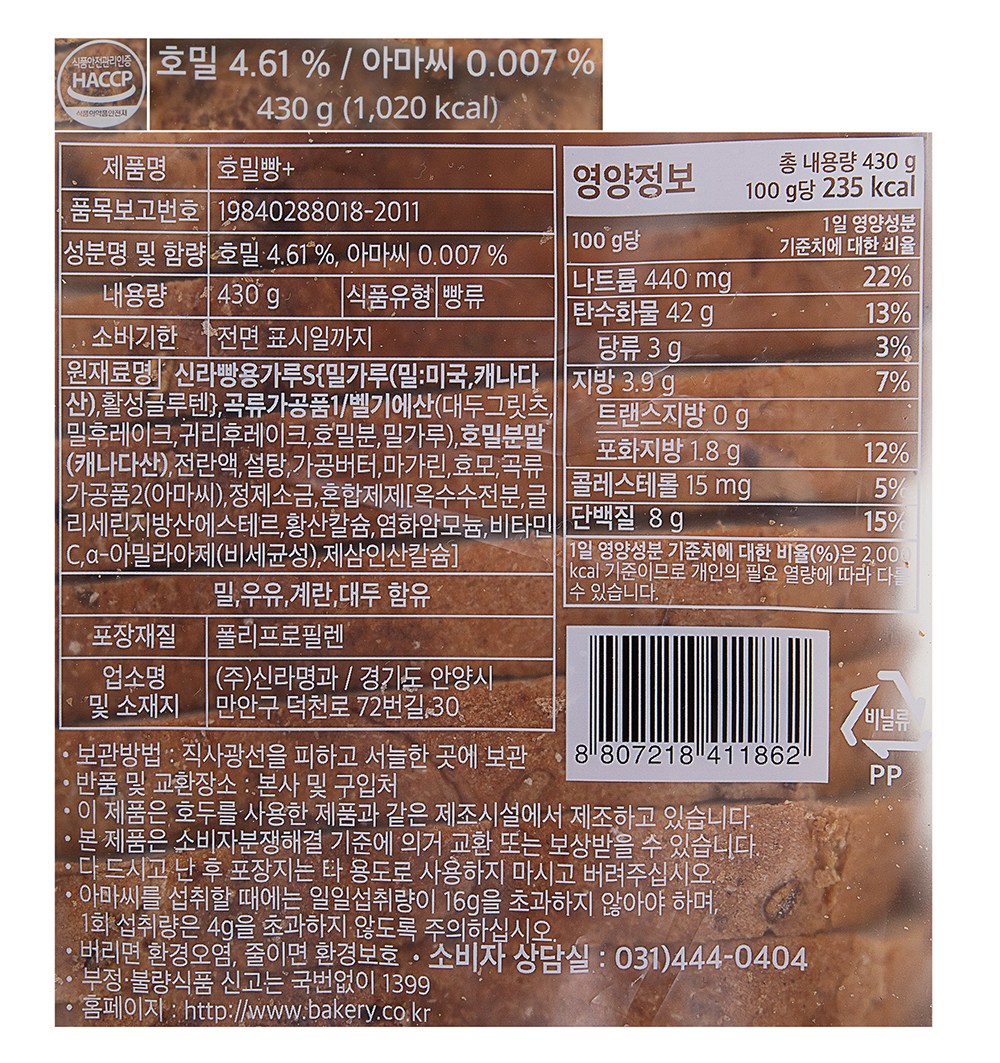 식품안전관리인증
HACCP
식품의약품안전처
호밀 4.61 % / 아마씨 0.007 %
430 g (1,020 kcal)
제품명 호밀빵+
품목보고번호 19840288018-2011
성분명 및 함량 호밀 4.61 %, 아마씨 0.007 %
내용량 430 g 식품유형 빵류
소비기한 전면 표시일까지
원재료명 신라빵용가루S{밀가루(밀:미국,캐나다
산),활성글루텐},곡류가공품1/벨기에산(대두그릿츠,
밀후레이크,귀리후레이크,호밀분,밀가루),호밀분말
(캐나다산),전란액,설탕,가공버터,마가린,효모,곡류
가공품2(아마씨),정제소금,혼합제제[옥수수전분,글
리세린지방산에스테르,황산칼슘,염화암모늄,비타민
C,α-아밀라아제(비세균성),제삼인산칼슘]
밀,우유,계란,대두 함유
포장재질 폴리프로필렌
업소명
및 소재지
(주)신라명과 / 경기도 안양시
만안구 덕천로 72번길 30
영양정보
총 내용량 430 g
100 g당 235 kcal
100 g당
1일 영양성분
기준치에 대한 비율
나트륨 440 mg 22%
탄수화물 42 g 13%
당류 3 g 3%
지방 3.9 g 7%
트랜스지방 0 g
포화지방 1.8 g 12%
콜레스테롤 15 mg 5%
단백질 8 g 15%
1일 영양성분 기준치에 대한 비율(%)은 2,000
kcal 기준이므로 개인의 필요 열량에 따라 다를
수 있습니다.
8 807218 411862
비닐류
PP
• 보관방법 : 직사광선을 피하고 서늘한 곳에 보관
• 반품 및 교환장소 : 본사 및 구입처
• 이 제품은 호두를 사용한 제품과 같은 제조시설에서 제조하고 있습니다.
• 본 제품은 소비자분쟁해결 기준에 의거 교환 또는 보상받을 수 있습니다.
• 다 드시고 난 후 포장지는 타 용도로 사용하지 마시고 버려주십시오.
• 아마씨를 섭취할 때에는 일일섭취량이 16g을 초과하지 않아야 하며,
1회 섭취량은 4g을 초과하지 않도록 주의하십시오.
• 버리면 환경오염, 줄이면 환경보호 • 소비자 상담실 : 031)444-0404
• 부정·불량식품 신고는 국번없이 1399
• 홈페이지 : http://www.bakery.co.kr